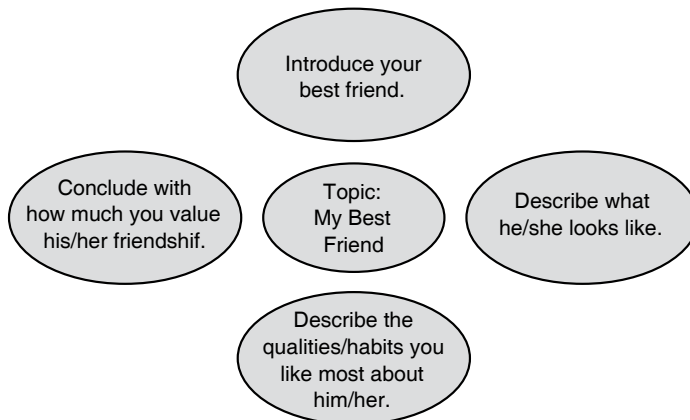 Introduce your
best friend.
Conclude with
how much you value
his/her friendshif.
Topic:
My Best
Friend
Describe what
he/she looks like.
Describe the
qualities/habits you
like most about
him/her.